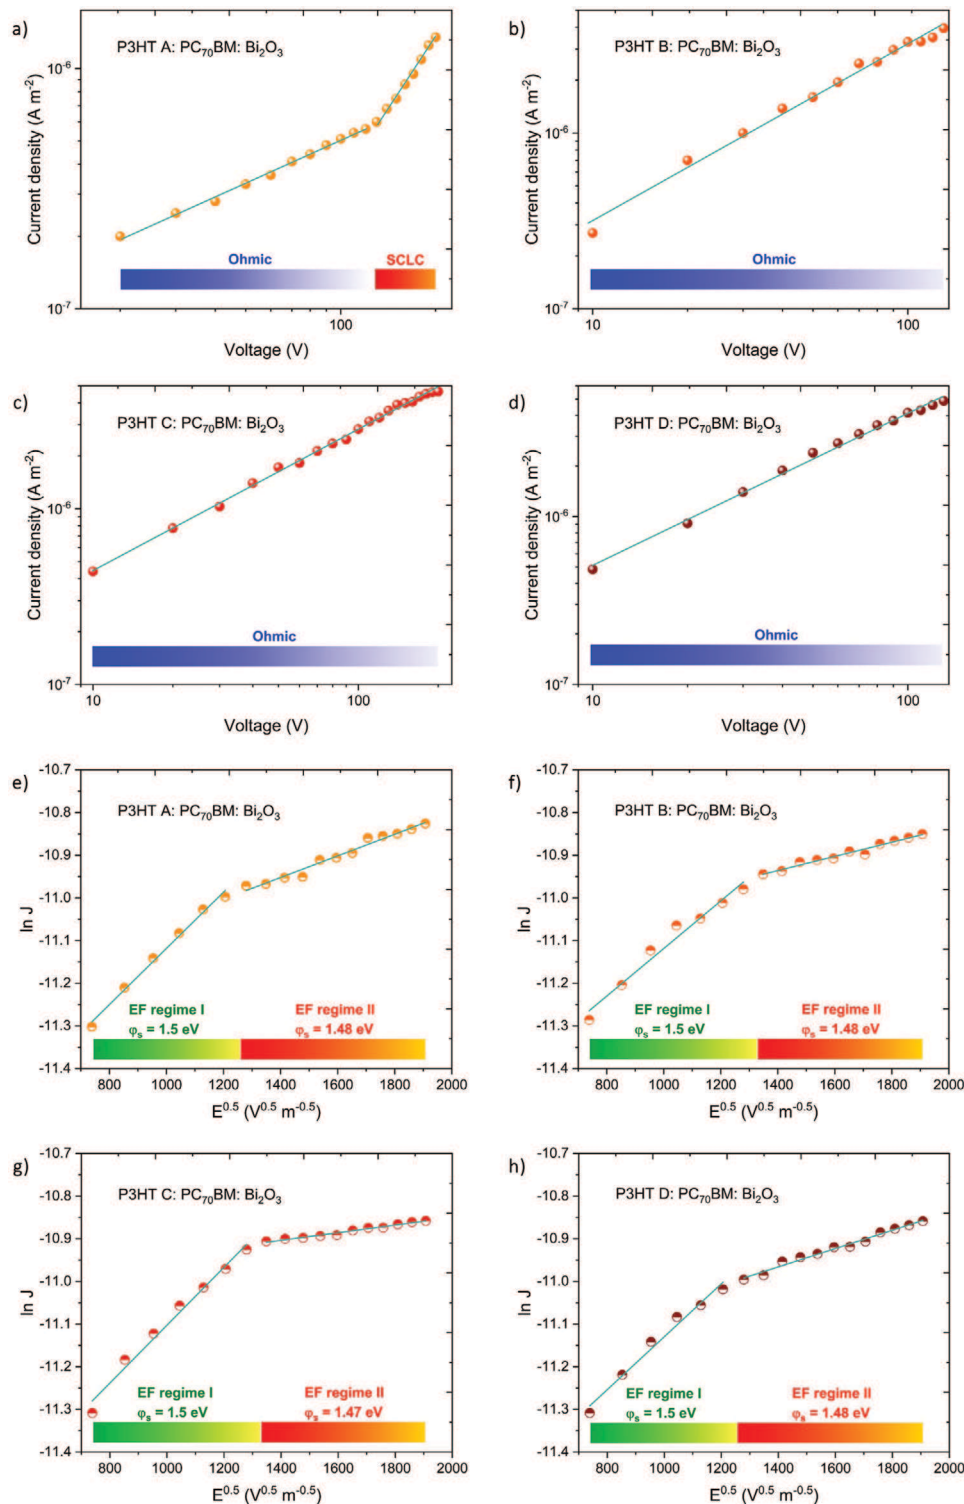 a)
P3HT A: PC70BM: Bi2O3
Current density (A m-2)
10-6
10-7
Ohmic
SCLC
100
Voltage (V)
b)
P3HT B: PC70BM: Bi2O3
Current density (A m-2)
10-6
10-7
Ohmic
10 100
Voltage (V)
c)
P3HT C: PC70BM: Bi2O3
Current density (A m-2)
10-6
10-7
Ohmic
10 100
Voltage (V)
d)
P3HT D: PC70BM: Bi2O3
Current density (A m-2)
10-6
10-7
Ohmic
10 100
Voltage (V)
e)
P3HT A: PC70BM: Bi2O3
ln J
-10.7
-10.8
-10.9
-11.0
-11.1
-11.2
-11.3
-11.4
EF regime I
φs = 1.5 eV
EF regime II
φs = 1.48 eV
800 1000 1200 1400 1600 1800 2000
E0.5 (V0.5 m-0.5)
f)
P3HT B: PC70BM: Bi2O3
ln J
-10.7
-10.8
-10.9
-11.0
-11.1
-11.2
-11.3
-11.4
EF regime I
φs = 1.5 eV
EF regime II
φs = 1.48 eV
800 1000 1200 1400 1600 1800 2000
E0.5 (V0.5 m-0.5)
g)
P3HT C: PC70BM: Bi2O3
ln J
-10.7
-10.8
-10.9
-11.0
-11.1
-11.2
-11.3
-11.4
EF regime I
φs = 1.5 eV
EF regime II
φs = 1.47 eV
800 1000 1200 1400 1600 1800 2000
E0.5 (V0.5 m-0.5)
h)
P3HT D: PC70BM: Bi2O3
ln J
-10.7
-10.8
-10.9
-11.0
-11.1
-11.2
-11.3
-11.4
EF regime I
φs = 1.5 eV
EF regime II
φs = 1.48 eV
800 1000 1200 1400 1600 1800 2000
E0.5 (V0.5 m-0.5)